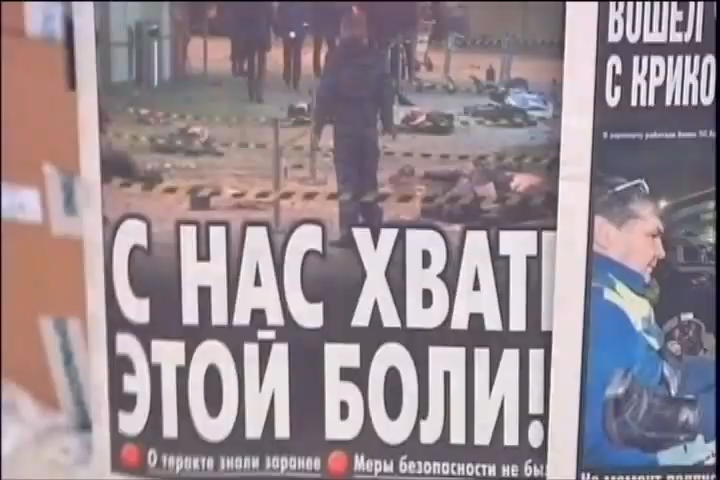 С НАС ХВАТИ
ЭТОЙ БОЛИ!
О теракте знали заранее Меры безопасности не бы
ВОШЕЛ
С КРИКО